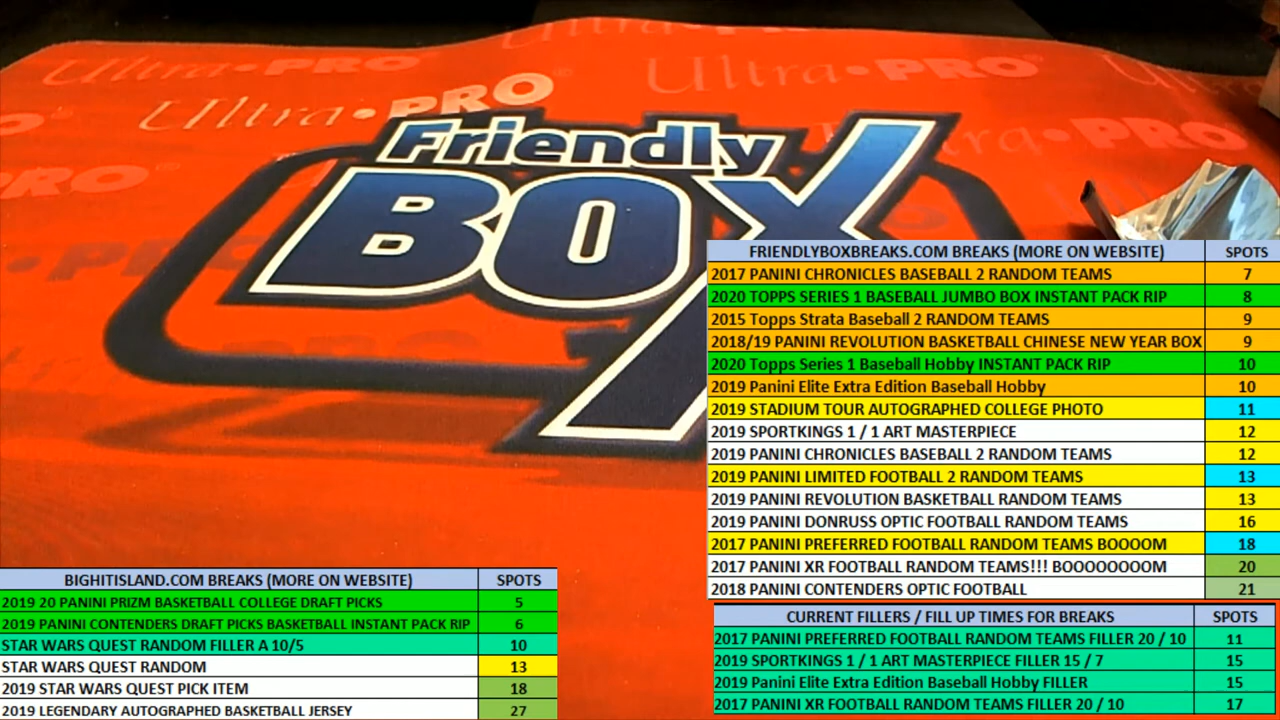 Ultra•PRO
Ultra•PRO
Ultra•PRO
Friendly
BOX
FRIENDLYBOXBREAKS.COM BREAKS (MORE ON WEBSITE) SPOTS
2017 PANINI CHRONICLES BASEBALL 2 RANDOM TEAMS 7
2020 TOPPS SERIES 1 BASEBALL JUMBO BOX INSTANT PACK RIP 8
2015 Topps Strata Baseball 2 RANDOM TEAMS 9
2018/19 PANINI REVOLUTION BASKETBALL CHINESE NEW YEAR BOX 9
2020 Topps Series 1 Baseball Hobby INSTANT PACK RIP 10
2019 Panini Elite Extra Edition Baseball Hobby 10
2019 STADIUM TOUR AUTOGRAPHED COLLEGE PHOTO 11
2019 SPORTKINGS 1 / 1 ART MASTERPIECE 12
2019 PANINI CHRONICLES BASEBALL 2 RANDOM TEAMS 12
2019 PANINI LIMITED FOOTBALL 2 RANDOM TEAMS 13
2019 PANINI REVOLUTION BASKETBALL RANDOM TEAMS 13
2019 PANINI DONRUSS OPTIC FOOTBALL RANDOM TEAMS 16
2017 PANINI PREFERRED FOOTBALL RANDOM TEAMS BOOOOM 18
2017 PANINI XR FOOTBALL RANDOM TEAMS!!! BOOOOOOOOM 20
2018 PANINI CONTENDERS OPTIC FOOTBALL 21
BIGHITISLAND.COM BREAKS (MORE ON WEBSITE) SPOTS
2019 20 PANINI PRIZM BASKETBALL COLLEGE DRAFT PICKS 5
2019 PANINI CONTENDERS DRAFT PICKS BASKETBALL INSTANT PACK RIP 6
STAR WARS QUEST RANDOM FILLER A 10/5 10
STAR WARS QUEST RANDOM 13
2019 STAR WARS QUEST PICK ITEM 18
2019 LEGENDARY AUTOGRAPHED BASKETBALL JERSEY 27
CURRENT FILLERS / FILL UP TIMES FOR BREAKS SPOTS
2017 PANINI PREFERRED FOOTBALL RANDOM TEAMS FILLER 20 / 10 11
2019 SPORTKINGS 1 / 1 ART MASTERPIECE FILLER 15 / 7 15
2019 Panini Elite Extra Edition Baseball Hobby FILLER 15
2017 PANINI XR FOOTBALL RANDOM TEAMS FILLER 20 / 10 17